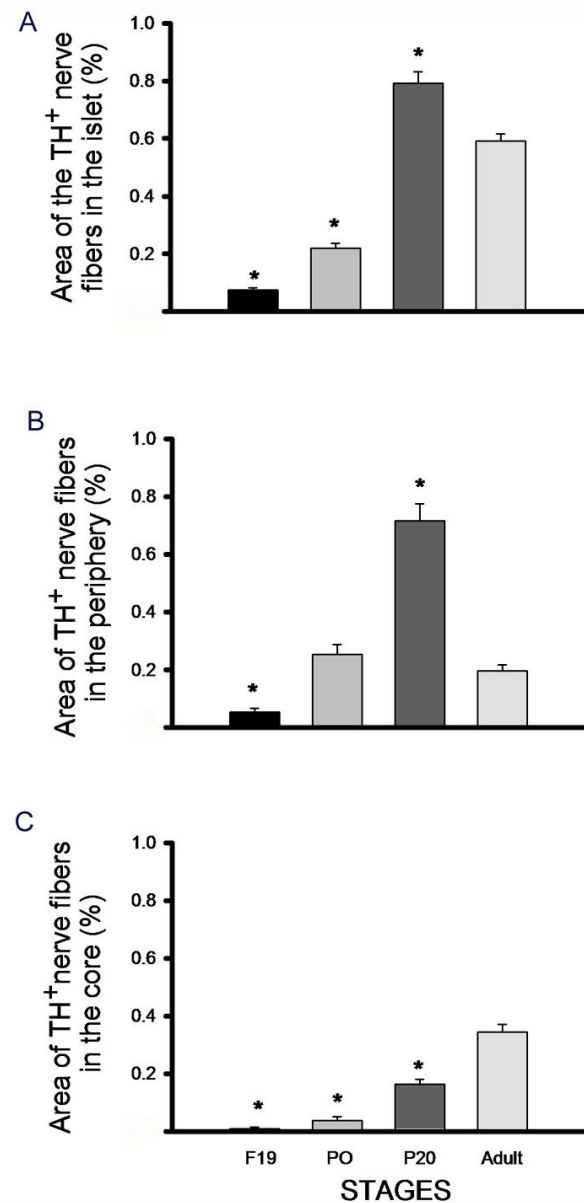 A
Area of the TH+ nerve
fibers in the islet (%)
1.0
0.8
0.6
0.4
0.2
*
*
*
B
Area of TH+ nerve fibers
in the periphery (%)
1.0
0.8
0.6
0.4
0.2
*
*
C
Area of TH+nerve fibers
in the core (%)
1.0
0.8
0.6
0.4
0.2
*
*
*
F19 PO P20 Adult
STAGES